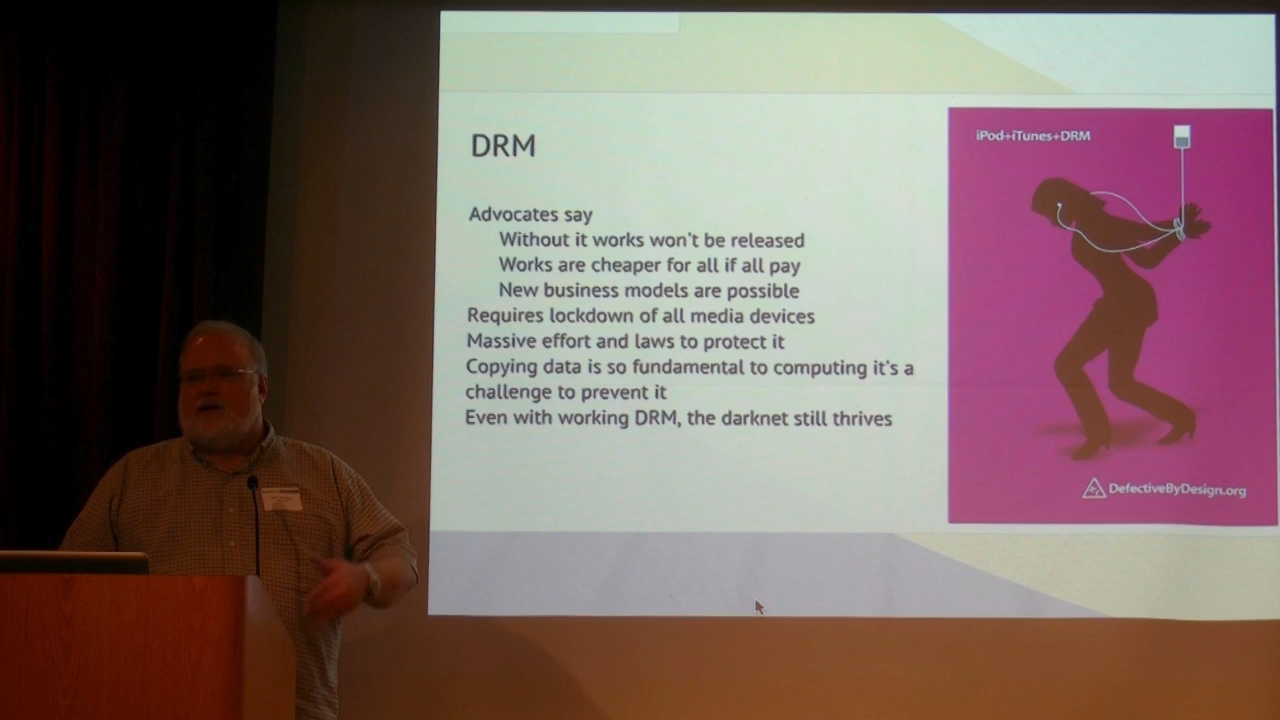 DRM
Advocates say
Without it works won't be released
Works are cheaper for all if all pay
New business models are possible
Requires lockdown of all media devices
Massive effort and laws to protect it
Copying data is so fundamental to computing it's a
challenge to prevent it
Even with working DRM, the darknet still thrives
iPod+iTunes+DRM
DefectiveByDesign.org